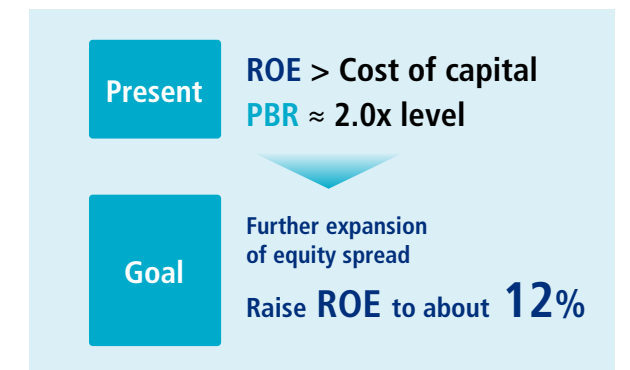 Present
ROE > Cost of capital
PBR ≈ 2.0x level
Goal
Further expansion
of equity spread
Raise ROE to about 12%